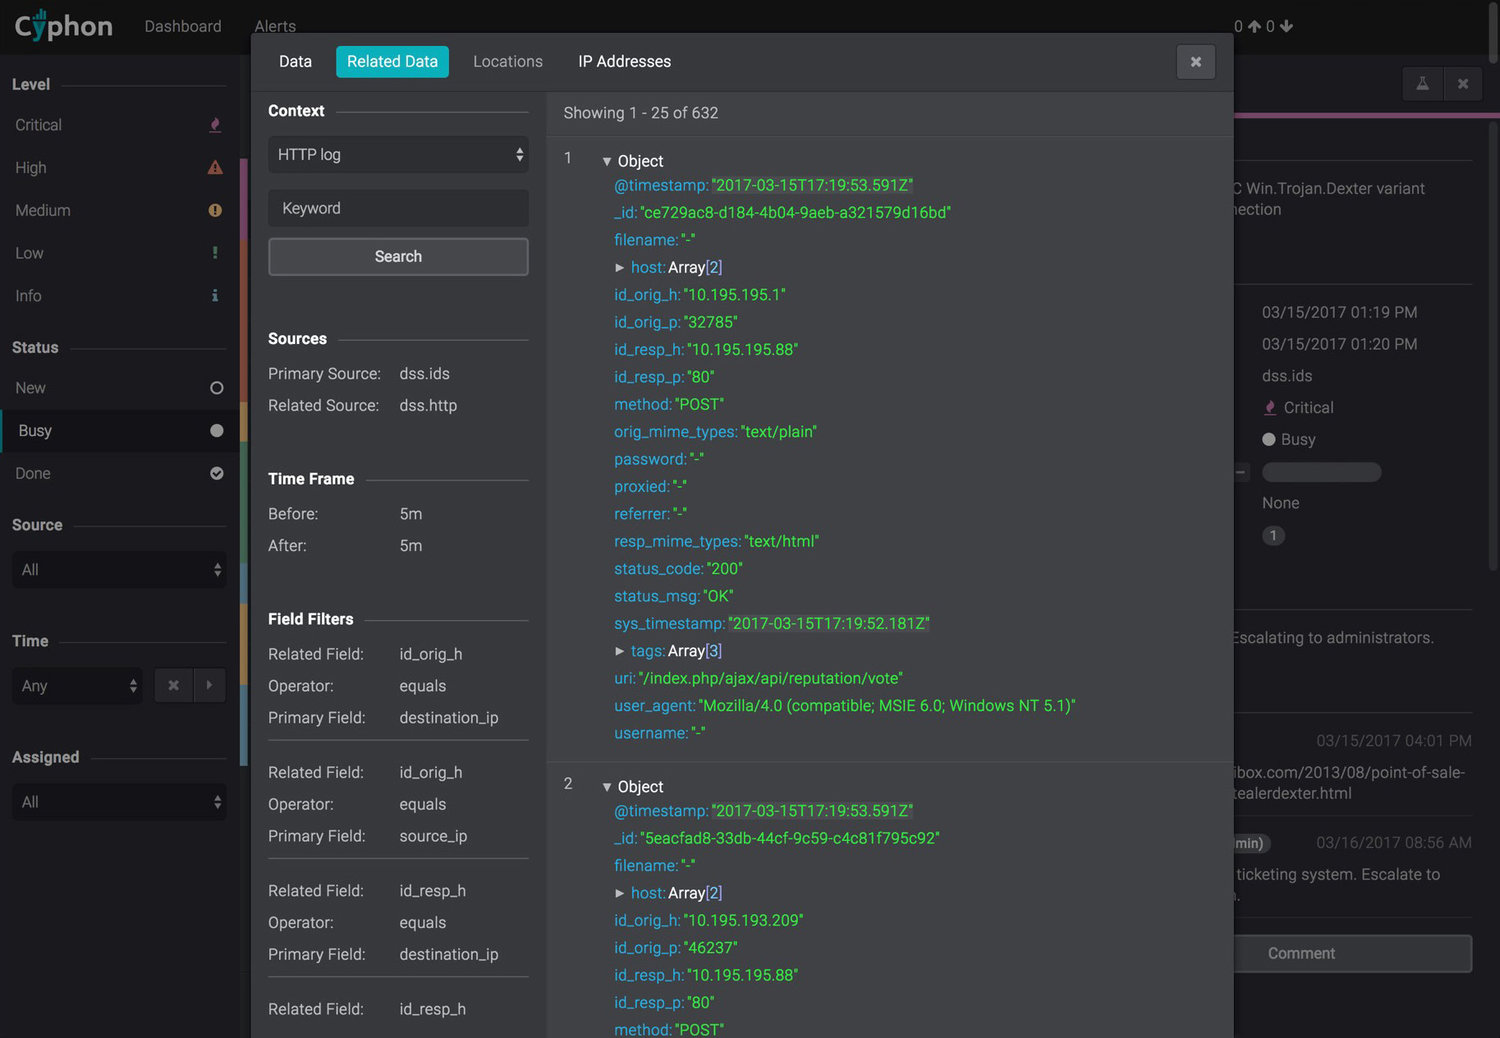 Cyphon
Dashboard
Alerts
0 0
Level
Critical
High
Medium
Low
Info
Status
New
Busy
Done
Source
All
Time
Any
Assigned
All
Data
Related Data
Locations
IP Addresses
Context
HTTP log
Keyword
Search
Sources
Primary Source: dss.ids
Related Source: dss.http
Time Frame
Before: 5m
After: 5m
Field Filters
Related Field: id_orig_h
Operator: equals
Primary Field: destination_ip
Related Field: id_orig_h
Operator: equals
Primary Field: source_ip
Related Field: id_resp_h
Operator: equals
Primary Field: destination_ip
Related Field: id_resp_h
Showing 1 - 25 of 632
1 ▼ Object
@timestamp:"2017-03-15T17:19:53.591Z"
_id:"ce729ac8-d184-4b04-9aeb-a321579d16bd"
filename:"-"
► host:Array[2]
id_orig_h:"10.195.195.1"
id_orig_p:"32785"
id_resp_h:"10.195.195.88"
id_resp_p:"80"
method:"POST"
orig_mime_types:"text/plain"
password:"-"
proxied:"-"
referrer:"-"
resp_mime_types:"text/html"
status_code:"200"
status_msg:"OK"
sys_timestamp:"2017-03-15T17:19:52.181Z"
► tags:Array[3]
uri:"/index.php/ajax/api/reputation/vote"
user_agent:"Mozilla/4.0 (compatible; MSIE 6.0; Windows NT 5.1)"
username:"-"
2 ▼ Object
@timestamp:"2017-03-15T17:19:53.591Z"
_id:"5eacfad8-33db-44cf-9c59-c4c81f795c92"
filename:"-"
► host:Array[2]
id_orig_h:"10.195.193.209"
id_orig_p:"46237"
id_resp_h:"10.195.195.88"
id_resp_p:"80"
method:"POST"
C Win.Trojan.Dexter variant
nection
03/15/2017 01:19 PM
03/15/2017 01:20 PM
dss.ids
Critical
Busy
None
1
Escalating to administrators.
03/15/2017 04:01 PM
ibox.com/2013/08/point-of-sale-
tealerdexter.html
min) 03/16/2017 08:56 AM
ticketing system. Escalate to
Comment